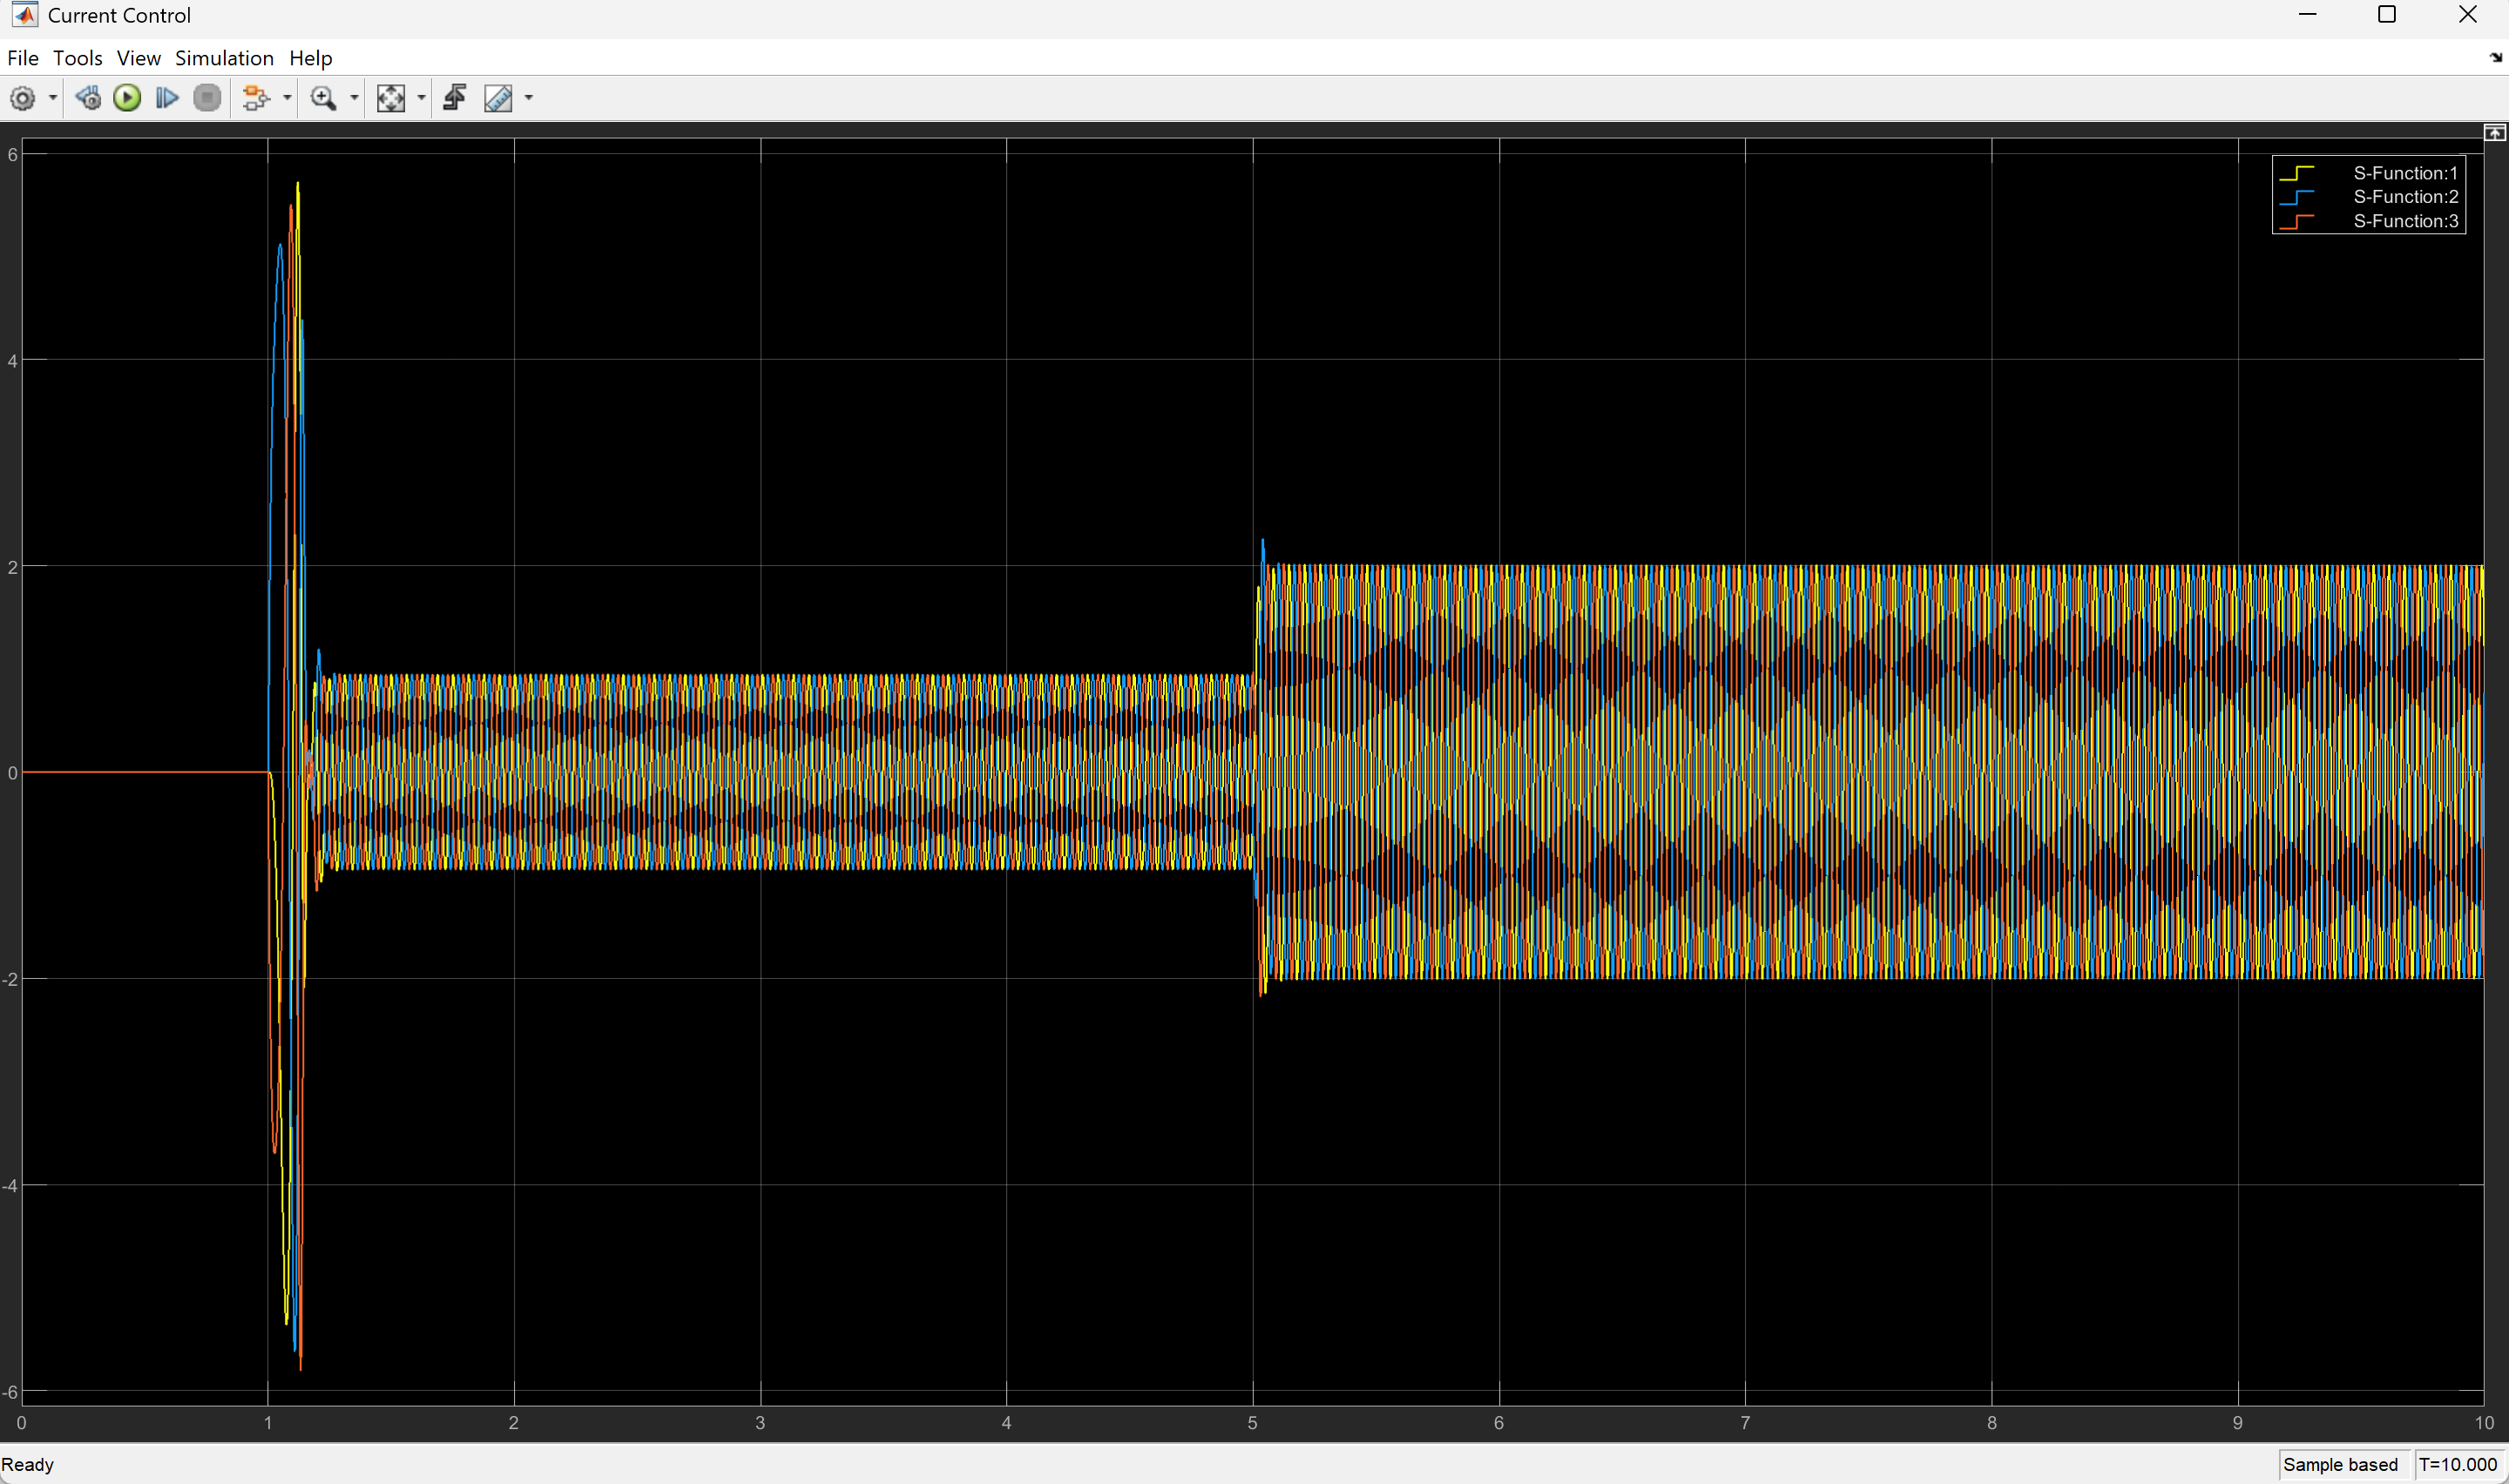 Current Control
File Tools View Simulation Help
S-Function:1
S-Function:2
S-Function:3
6
4
2
0
-2
-4
-6
0 1 2 3 4 5 6 7 8 9 10
Ready Sample based T=10.000